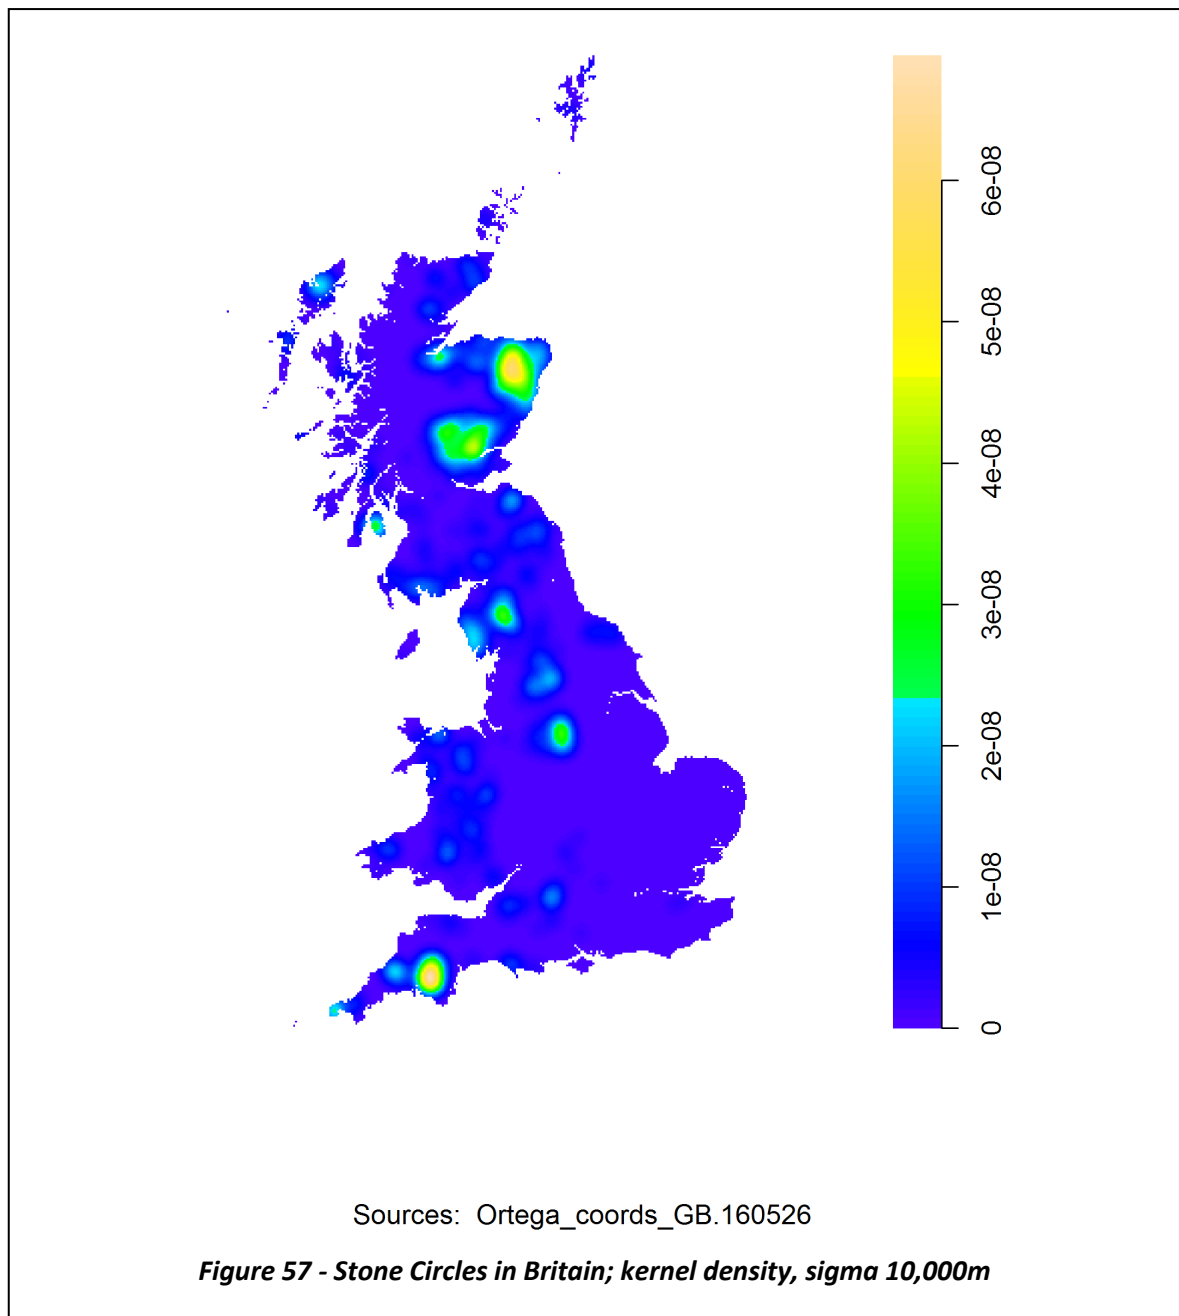 6e-08
5e-08
4e-08
3e-08
2e-08
1e-08
0
Sources: Ortega_coords_GB.160526
Figure 57 - Stone Circles in Britain; kernel density, sigma 10,000m